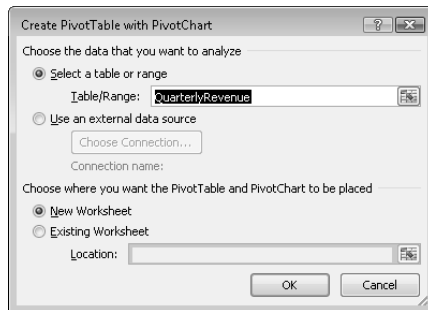 Create PivotTable with PivotChart
Choose the data that you want to analyze
Select a table or range
Table/Range: QuarterlyRevenue
Use an external data source
Choose Connection...
Connection name:
Choose where you want the PivotTable and PivotChart to be placed
New Worksheet
Existing Worksheet
Location:
OK Cancel